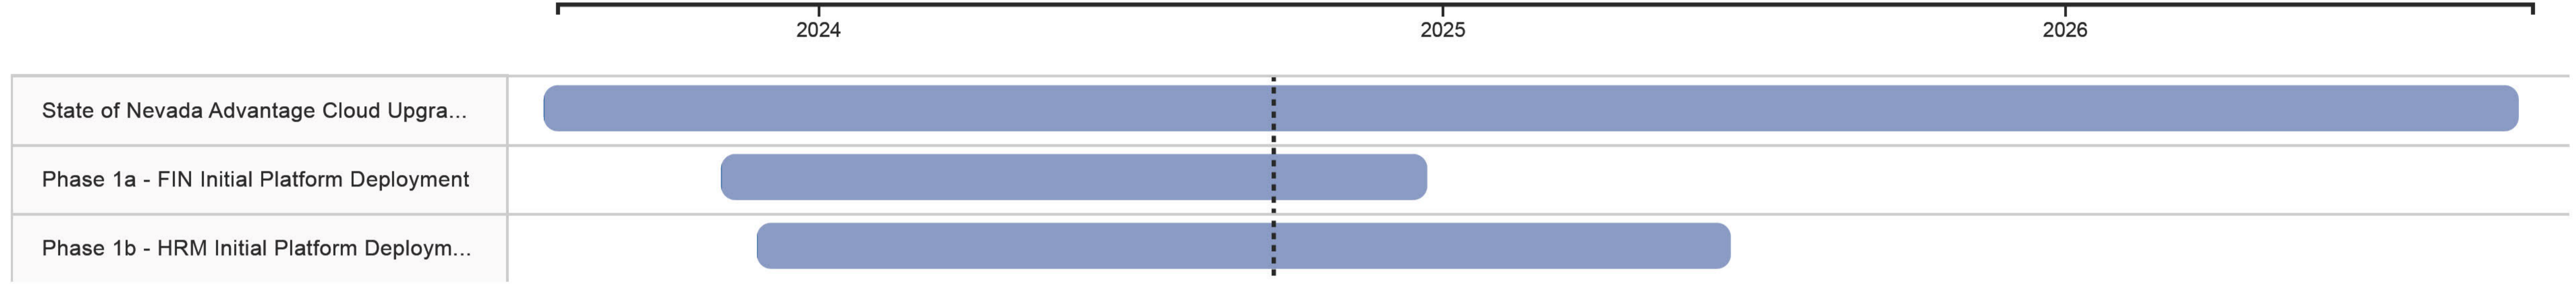 2024 2025 2026
State of Nevada Advantage Cloud Upgra...
Phase 1a - FIN Initial Platform Deployment
Phase 1b - HRM Initial Platform Deploym...